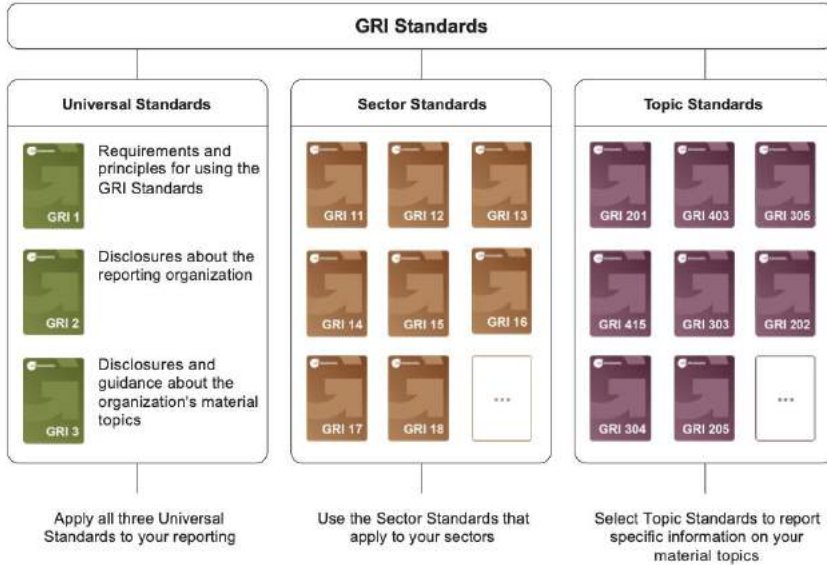 GRI Standards
Universal Standards
GRI 1
Requirements and
principles for using the
GRI Standards
GRI 2
Disclosures about the
reporting organization
GRI 3
Disclosures and
guidance about the
organization's material
topics
Apply all three Universal
Standards to your reporting
Sector Standards
GRI 11
GRI 12
GRI 13
GRI 14
GRI 15
GRI 16
GRI 17
GRI 18
...
Use the Sector Standards that
apply to your sectors
Topic Standards
GRI 201
GRI 403
GRI 305
GRI 415
GRI 303
GRI 202
GRI 304
GRI 205
...
Select Topic Standards to report
specific information on your
material topics